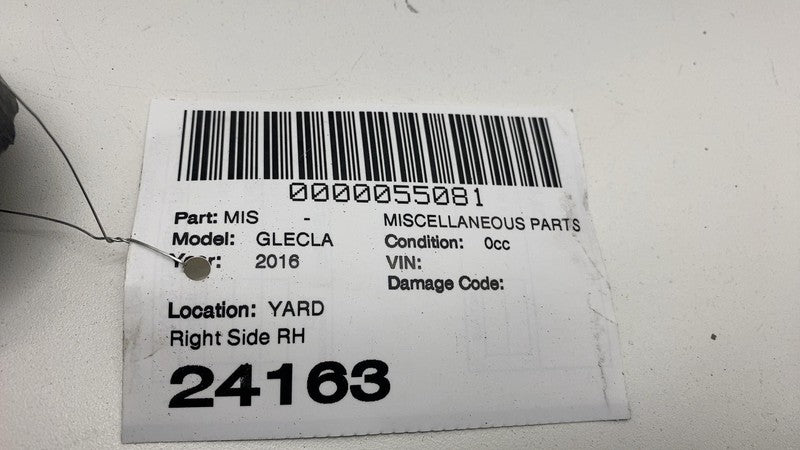 0000055081
Part: MIS - MISCELLANEOUS PARTS
Model: GLECLA Condition: 0cc
Year: 2016 VIN:
Damage Code:
Location: YARD
Right Side RH
24163